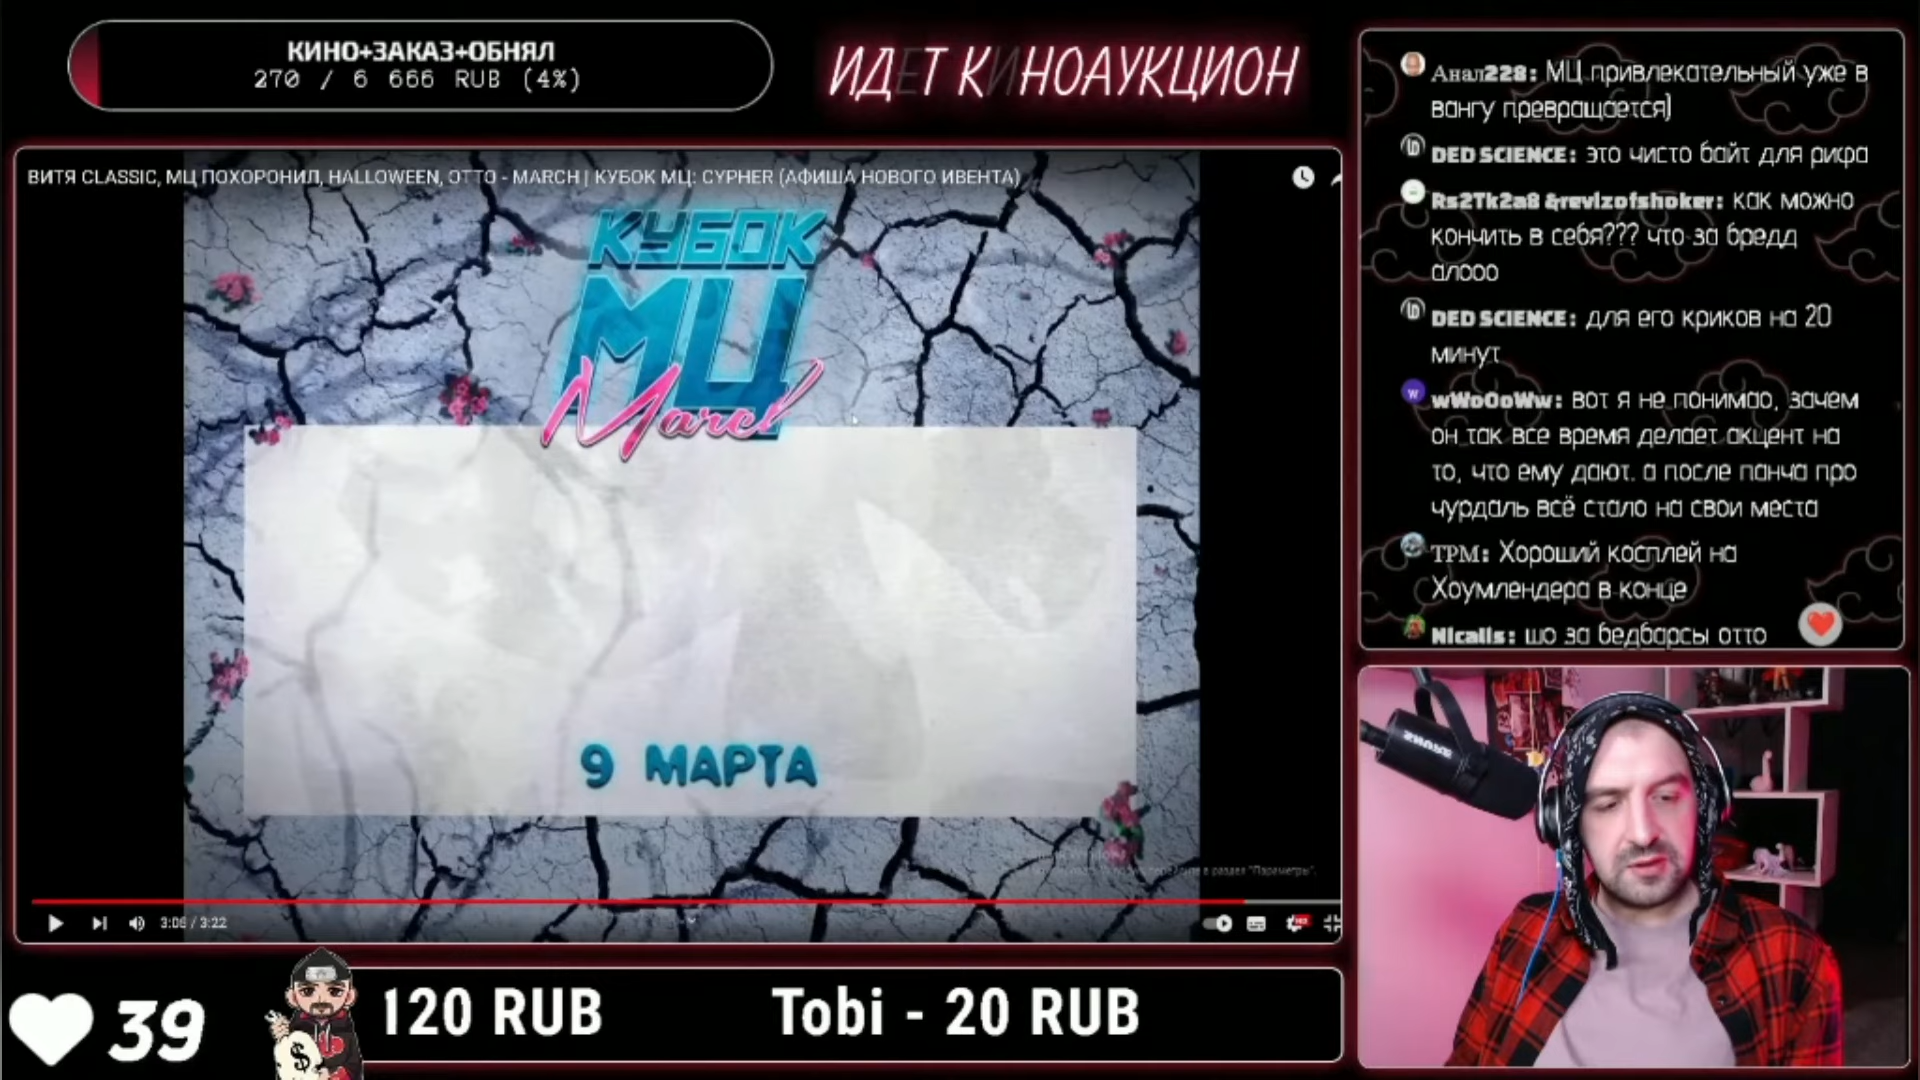 КИНО+ЗАКАЗ+ОБНЯЛ
270 / 6 666 RUB (4%)
ИДЕТ КИНОАУКЦИОН
ВИТЯ CLASSIC, МЦ ПОХОРОНИЛ, HALLOWEEN, ОТТО - MARCH | КУБОК МЦ: CYPHER (АФИША НОВОГО ИВЕНТА)
КУБОК
МЦ
March
9 МАРТА
3:06 / 3:22
Анал228: МЦ привлекательный уже в
вангу превращается)
DED SCIENCE: это чисто байт для рифа
Rs2Tk2a8 &revizofshoker: как можно
кончить в себя??? что за бредд
алооо
DED SCIENCE: для его криков на 20
минут
wWoOoWw: Вот я не понимаю, зачем
он так все время делает акцент на
то, что ему дают. а после панча про
чурдаль всё стало на свои места
ТРМ: Хороший косплей на
Хоумлендера в конце
Nicalis: шо за бедбарсы отто
39
120 RUB
Tobi - 20 RUB